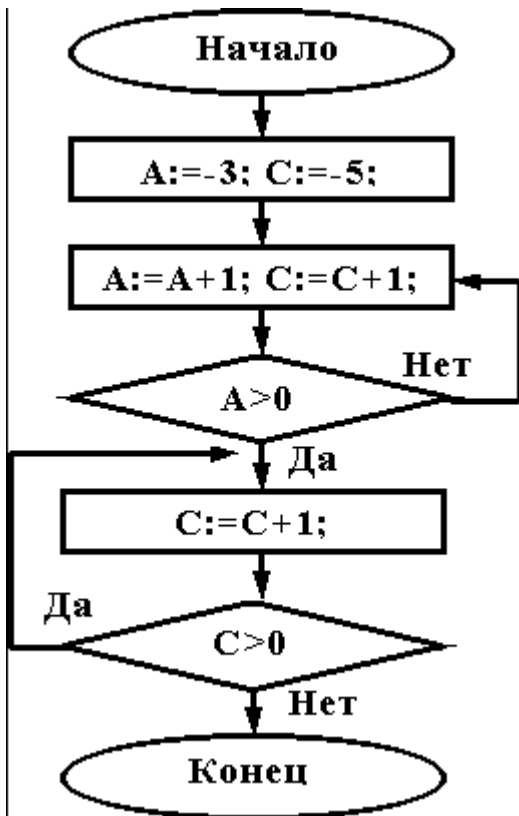 Начало
A:=-3; C:=-5;
A:=A+1; C:=C+1;
Нет
A>0
Да
C:=C+1;
Да
C>0
Нет
Конец